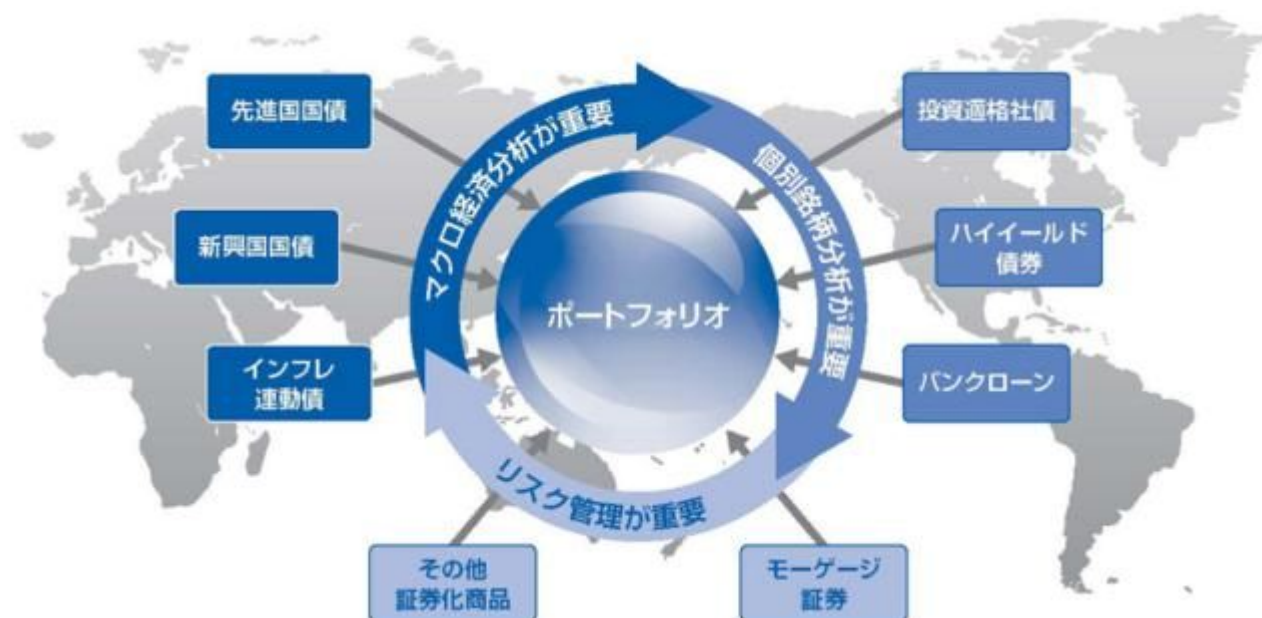 先進国国債
新興国国債
インフレ
連動債
マクロ経済分析が重要
ポートフォリオ
個別銘柄分析が重要
投資適格社債
ハイイールド
債券
バンクローン
リスク管理が重要
その他
証券化商品
モーゲージ
証券